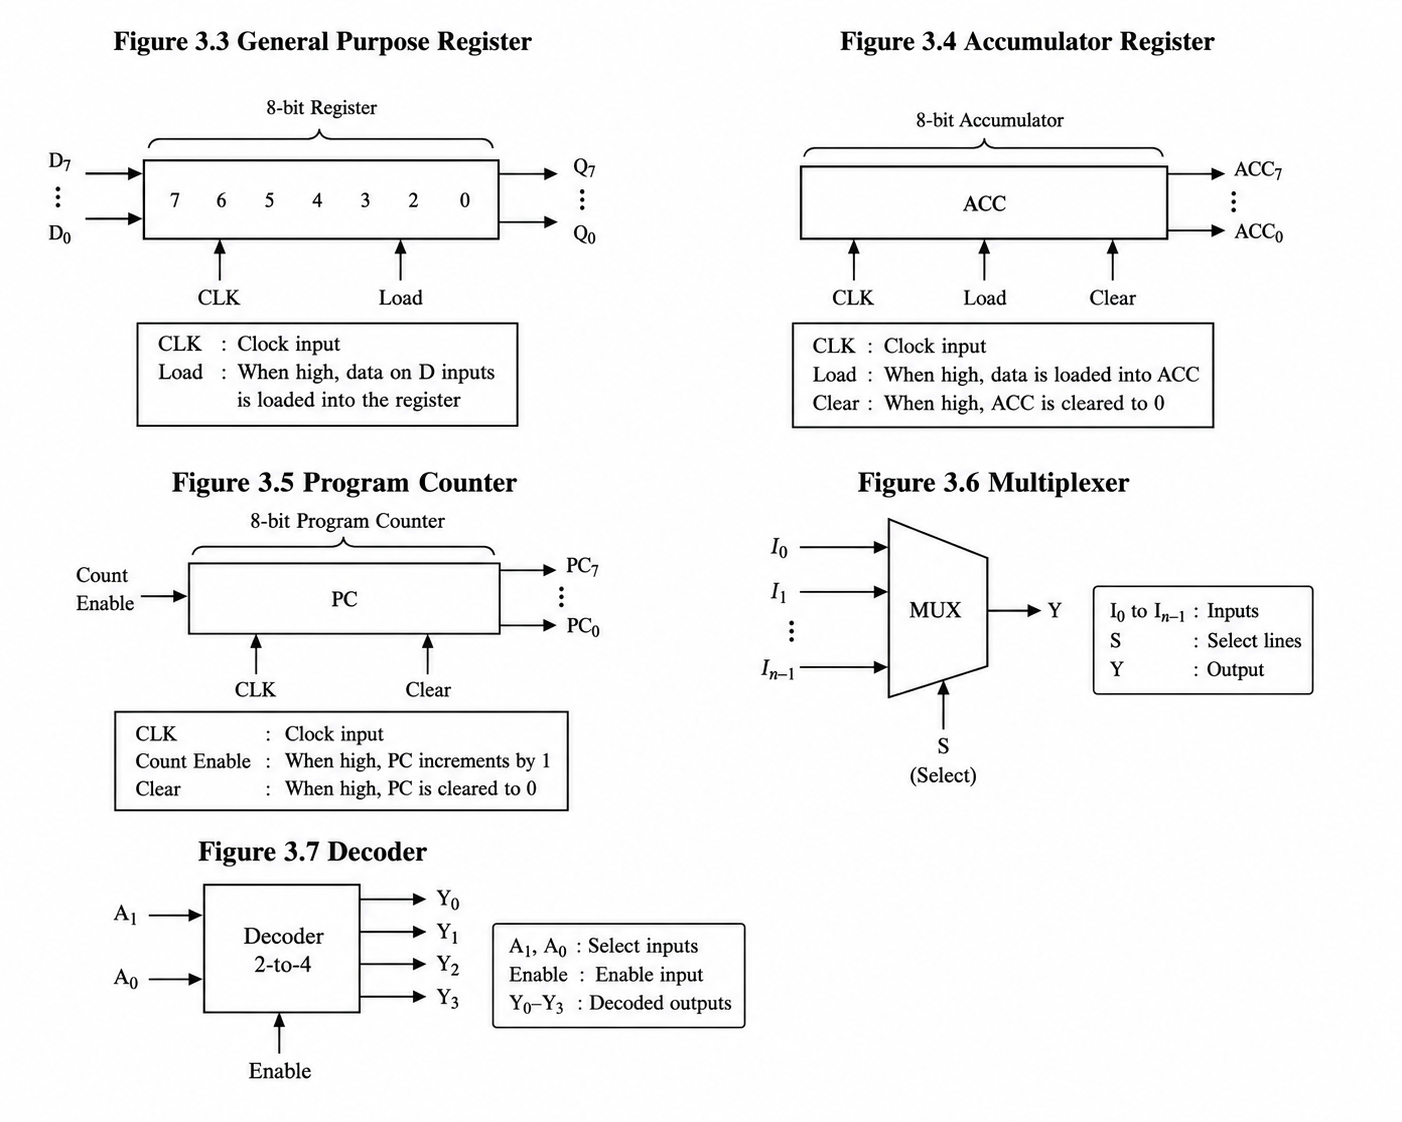 Figure 3.3 General Purpose Register
8-bit Register
D7
⋮
D0
7 6 5 4 3 2 0
Q7
⋮
Q0
CLK
Load
CLK : Clock input
Load : When high, data on D inputs
is loaded into the register
Figure 3.4 Accumulator Register
8-bit Accumulator
ACC
ACC7
⋮
ACC0
CLK
Load
Clear
CLK : Clock input
Load : When high, data is loaded into ACC
Clear : When high, ACC is cleared to 0
Figure 3.5 Program Counter
8-bit Program Counter
Count
Enable
PC
PC7
⋮
PC0
CLK
Clear
CLK : Clock input
Count Enable : When high, PC increments by 1
Clear : When high, PC is cleared to 0
Figure 3.6 Multiplexer
I0
I1
⋮
In–1
MUX
Y
S
(Select)
I0 to In–1 : Inputs
S : Select lines
Y : Output
Figure 3.7 Decoder
A1
A0
Decoder
2-to-4
Y0
Y1
Y2
Y3
Enable
A1, A0 : Select inputs
Enable : Enable input
Y0–Y3 : Decoded outputs